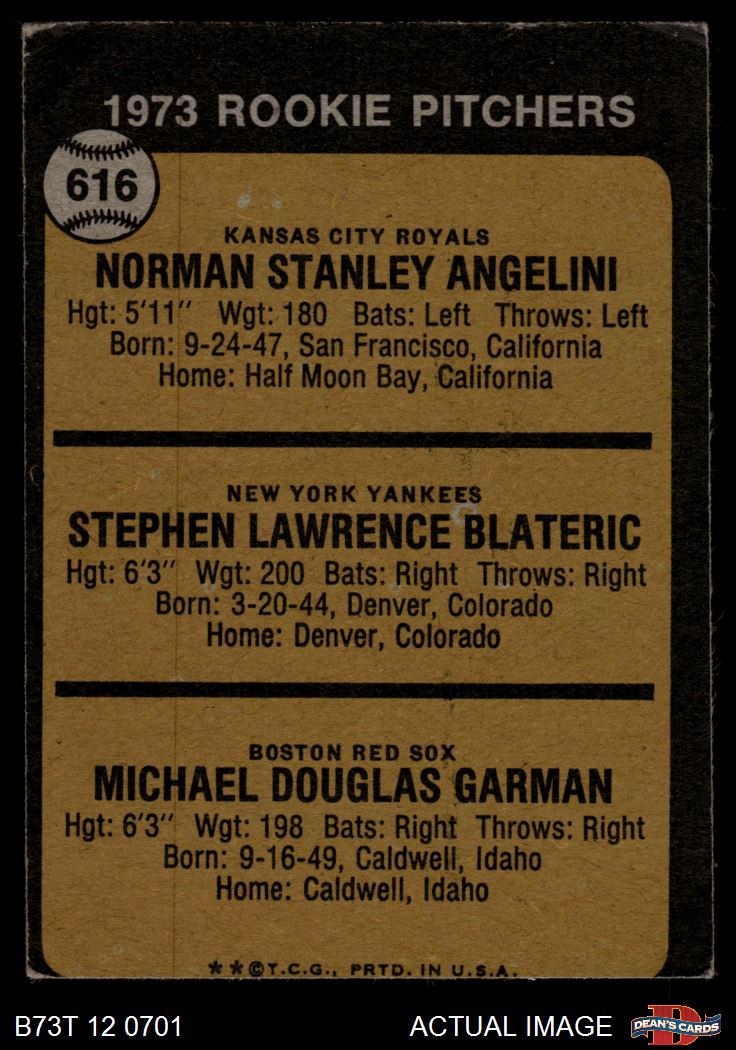 1973 ROOKIE PITCHERS
616
KANSAS CITY ROYALS
NORMAN STANLEY ANGELINI
Hgt: 5'11" Wgt: 180 Bats: Left Throws: Left
Born: 9-24-47, San Francisco, California
Home: Half Moon Bay, California
NEW YORK YANKEES
STEPHEN LAWRENCE BLATERIC
Hgt: 6'3" Wgt: 200 Bats: Right Throws: Right
Born: 3-20-44, Denver, Colorado
Home: Denver, Colorado
BOSTON RED SOX
MICHAEL DOUGLAS GARMAN
Hgt: 6'3" Wgt: 198 Bats: Right Throws: Right
Born: 9-16-49, Caldwell, Idaho
Home: Caldwell, Idaho
**©T.C.G., PRTD. IN U.S.A.
B73T 12 0701
ACTUAL IMAGE
D
DEAN'S CARDS